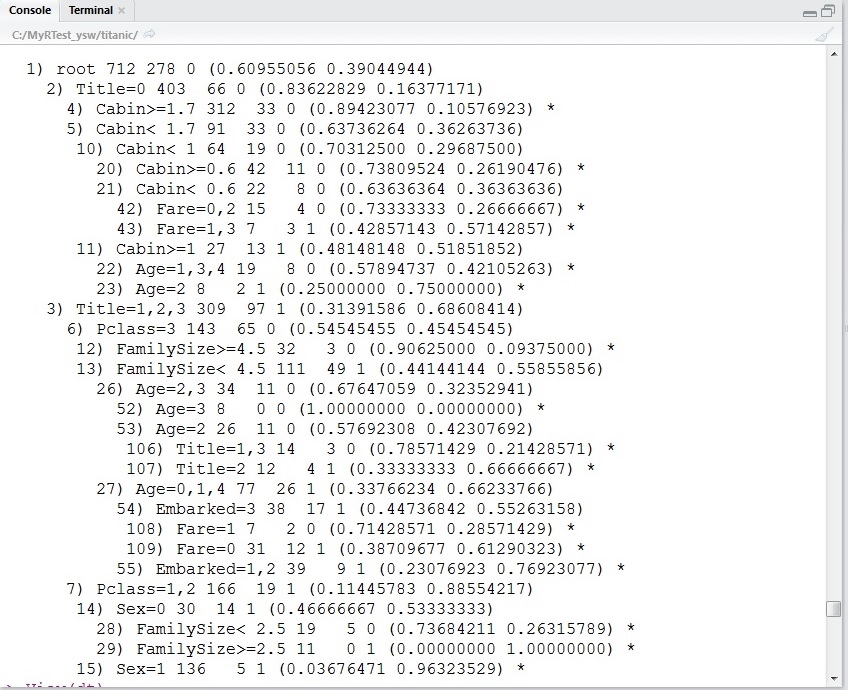 Console Terminal ×
C:/MyRTest_ysw/titanic/
1) root 712 278 0 (0.60955056 0.39044944)
2) Title=0 403 66 0 (0.83622829 0.16377171)
4) Cabin>=1.7 312 33 0 (0.89423077 0.10576923) *
5) Cabin< 1.7 91 33 0 (0.63736264 0.36263736)
10) Cabin< 1 64 19 0 (0.70312500 0.29687500)
20) Cabin>=0.6 42 11 0 (0.73809524 0.26190476) *
21) Cabin< 0.6 22 8 0 (0.63636364 0.36363636)
42) Fare=0,2 15 4 0 (0.73333333 0.26666667) *
43) Fare=1,3 7 3 1 (0.42857143 0.57142857) *
11) Cabin>=1 27 13 1 (0.48148148 0.51851852)
22) Age=1,3,4 19 8 0 (0.57894737 0.42105263) *
23) Age=2 8 2 1 (0.25000000 0.75000000) *
3) Title=1,2,3 309 97 1 (0.31391586 0.68608414)
6) Pclass=3 143 65 0 (0.54545455 0.45454545)
12) FamilySize>=4.5 32 3 0 (0.90625000 0.09375000) *
13) FamilySize< 4.5 111 49 1 (0.44144144 0.55855856)
26) Age=2,3 34 11 0 (0.67647059 0.32352941)
52) Age=3 8 0 0 (1.00000000 0.00000000) *
53) Age=2 26 11 0 (0.57692308 0.42307692)
106) Title=1,3 14 3 0 (0.78571429 0.21428571) *
107) Title=2 12 4 1 (0.33333333 0.66666667) *
27) Age=0,1,4 77 26 1 (0.33766234 0.66233766)
54) Embarked=3 38 17 1 (0.44736842 0.55263158)
108) Fare=1 7 2 0 (0.71428571 0.28571429) *
109) Fare=0 31 12 1 (0.38709677 0.61290323) *
55) Embarked=1,2 39 9 1 (0.23076923 0.76923077) *
7) Pclass=1,2 166 19 1 (0.11445783 0.88554217)
14) Sex=0 30 14 1 (0.46666667 0.53333333)
28) FamilySize< 2.5 19 5 0 (0.73684211 0.26315789) *
29) FamilySize>=2.5 11 0 1 (0.00000000 1.00000000) *
15) Sex=1 136 5 1 (0.03676471 0.96323529) *